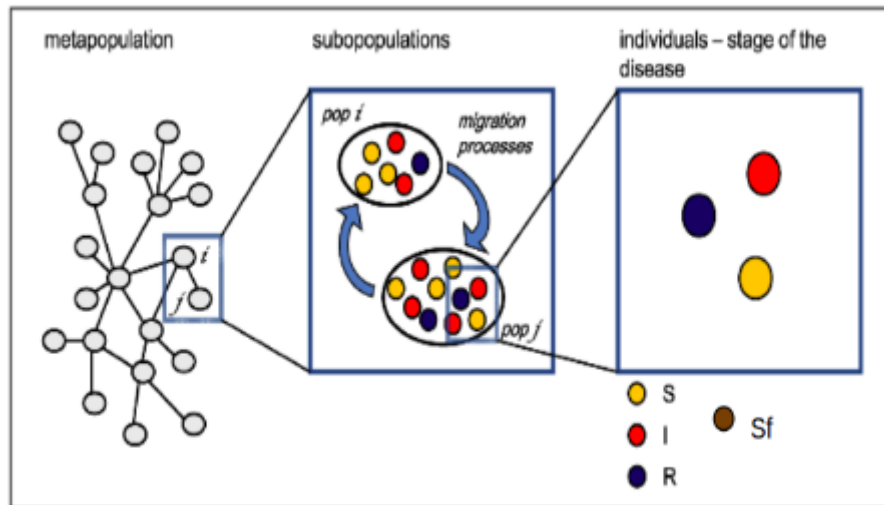 metapopulation
subopopulations
individuals – stage of the
disease
pop i
migration
processes
i
j
pop j
S
I
R
Sf